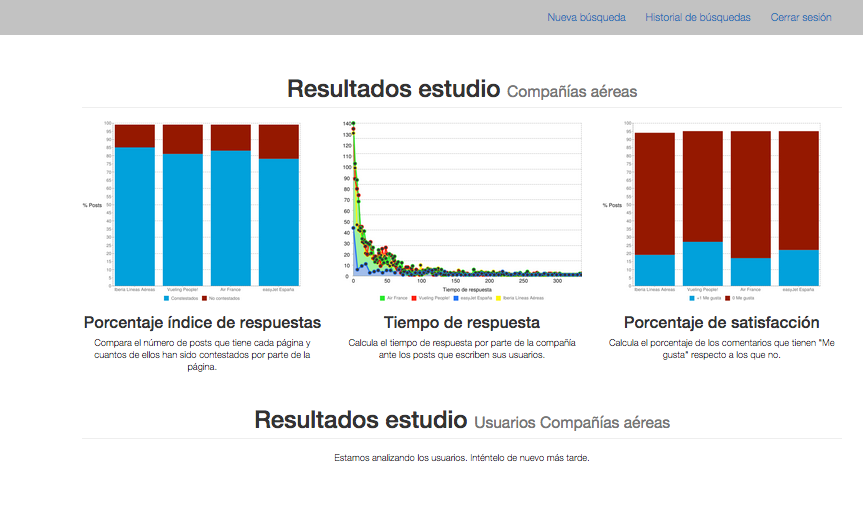 Nueva búsqueda Historial de búsquedas Cerrar sesión
Resultados estudio Compañías aéreas
100
95
90
85
80
75
70
65
60
55
50
45
40
35
30
25
20
15
10
5
0
% Posts
Iberia Líneas Aéreas Vueling People! Air France easyJet España
Contestados No contestados
Porcentaje índice de respuestas
Compara el número de posts que tiene cada página y
cuantos de ellos han sido contestados por parte de la
página.
140
130
120
110
100
90
80
70
60
50
40
30
20
10
0
0 50 100 150 200 250 300
Tiempo de respuesta
Air France Vueling People! easyJet España Iberia Líneas Aéreas
Tiempo de respuesta
Calcula el tiempo de respuesta por parte de la compañía
ante los posts que escriben sus usuarios.
100
95
90
85
80
75
70
65
60
55
50
45
40
35
30
25
20
15
10
5
0
% Posts
Iberia Líneas Aéreas Vueling People! Air France easyJet España
+1 Me gusta 0 Me gusta
Porcentaje de satisfacción
Calcula el porcentaje de los comentarios que tienen "Me
gusta" respecto a los que no.
Resultados estudio Usuarios Compañías aéreas
Estamos analizando los usuarios. Inténtelo de nuevo más tarde.